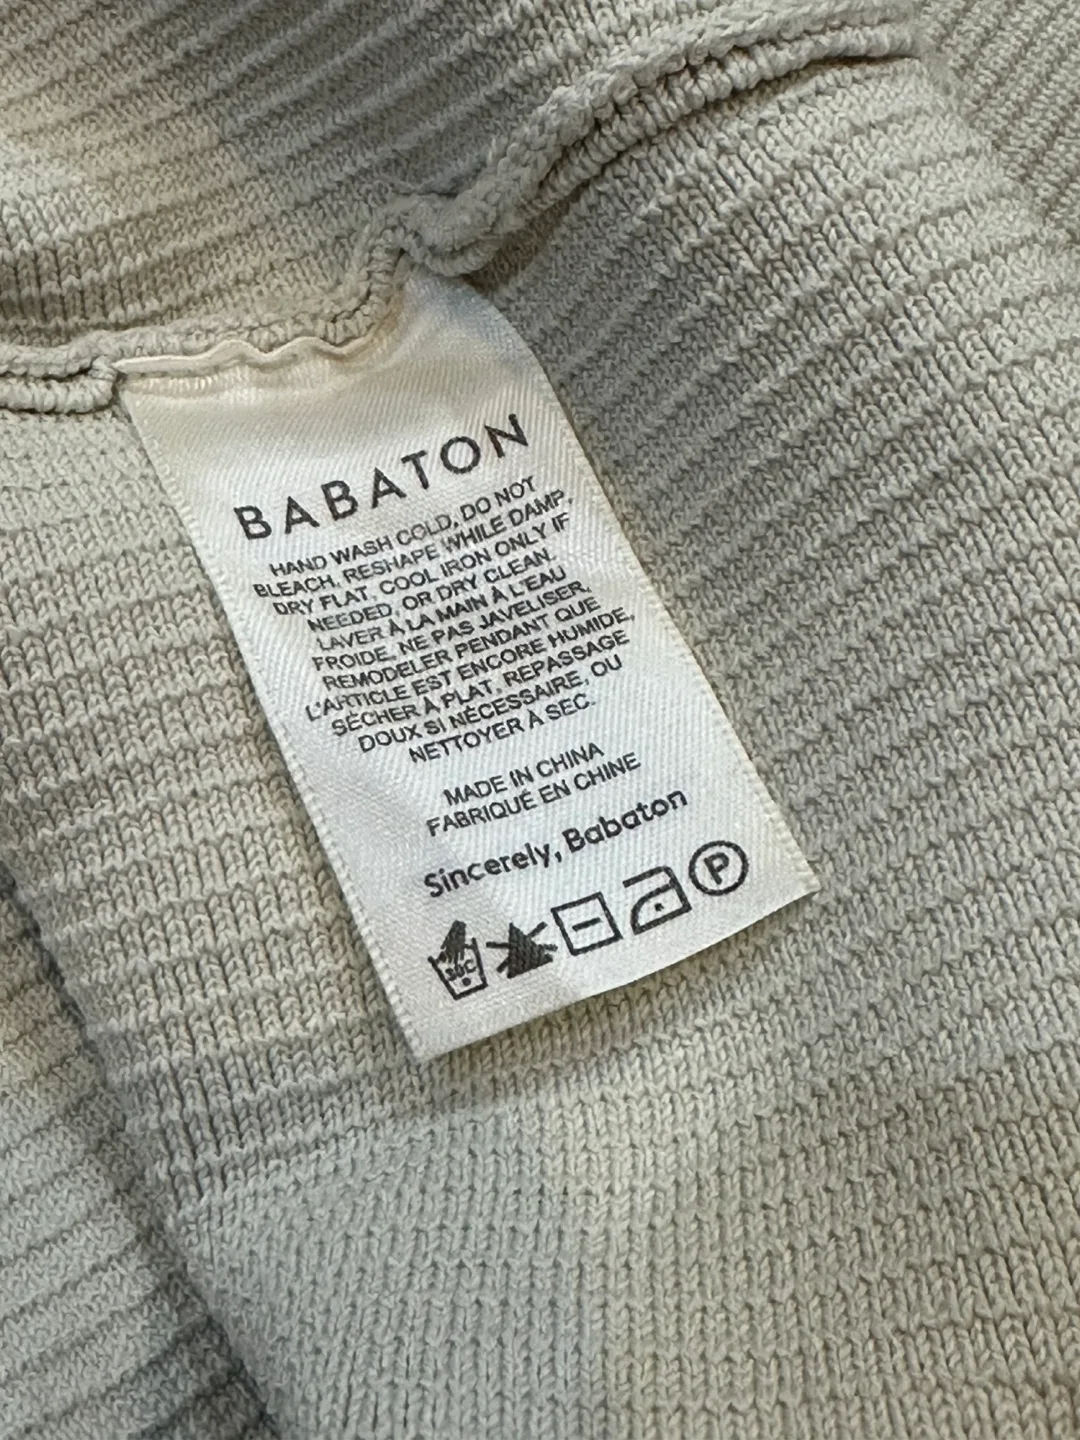 BABATON
HAND WASH COLD, DO NOT
BLEACH, RESHAPE WHILE DAMP,
DRY FLAT, COOL IRON ONLY IF
NEEDED, OR DRY CLEAN.
LAVER À LA MAIN À L'EAU
FROIDE, NE PAS JAVELISER,
REMODELER PENDANT QUE
L'ARTICLE EST ENCORE HUMIDE,
SÉCHER À PLAT, REPASSAGE
DOUX SI NÉCESSAIRE, OU
NETTOYER À SEC.
MADE IN CHINA
FABRIQUÉ EN CHINE
Sincerely, Babaton
30C P